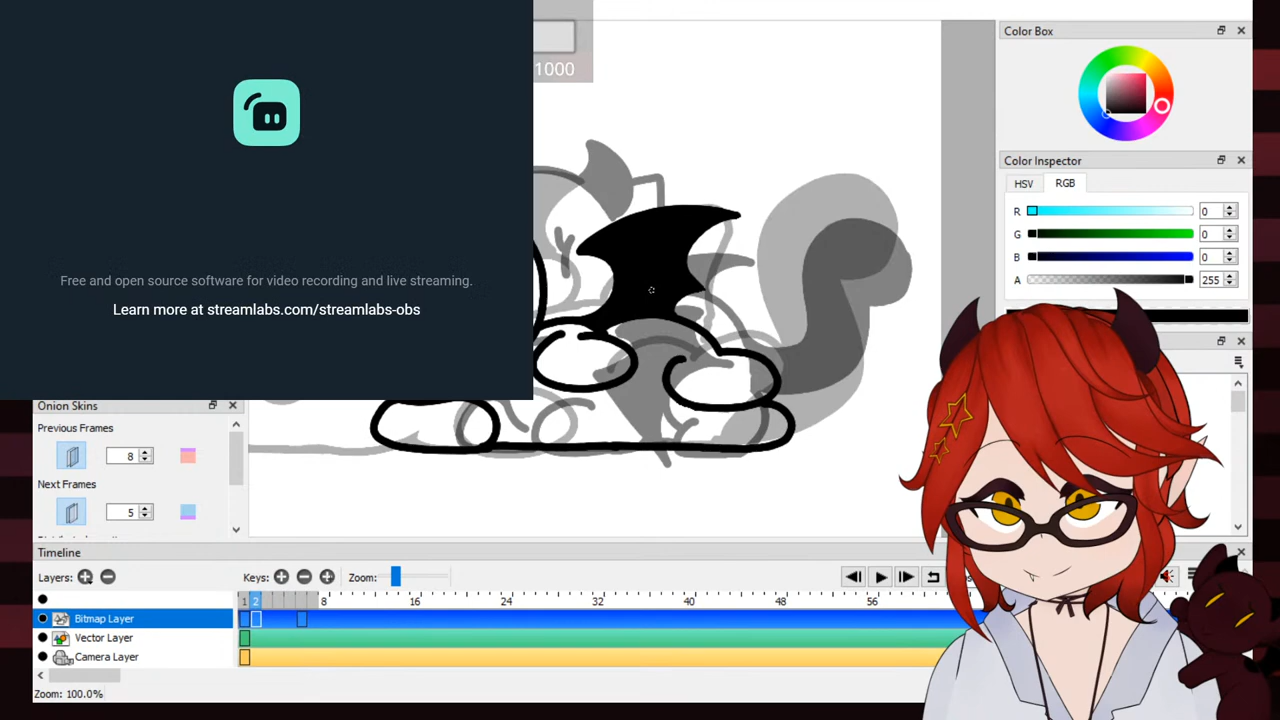 1000
Color Box
Color Inspector
HSV RGB
R 0
G 0
B 0
A 255
Free and open source software for video recording and live streaming.
Learn more at streamlabs.com/streamlabs-obs
Onion Skins
Previous Frames
8
Next Frames
5
Timeline
Layers: Keys: Zoom:
1 2 8 16 24 32 40 48 56
Bitmap Layer
Vector Layer
Camera Layer
Zoom: 100.0%